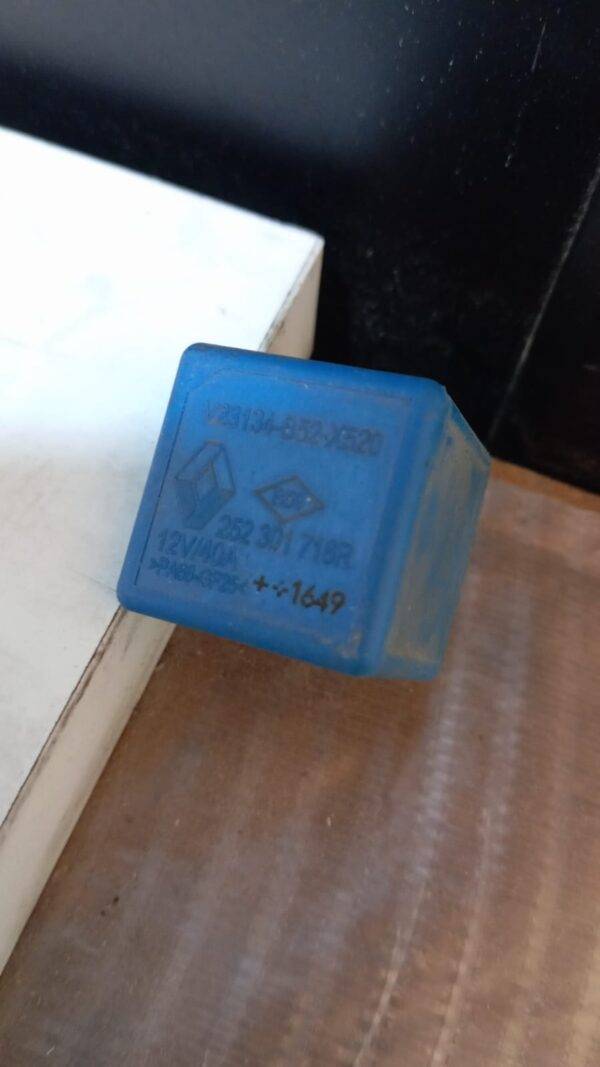 V23134-B52-X520
252 301 716R
12V/40A
>PA66-GF25<
++1649